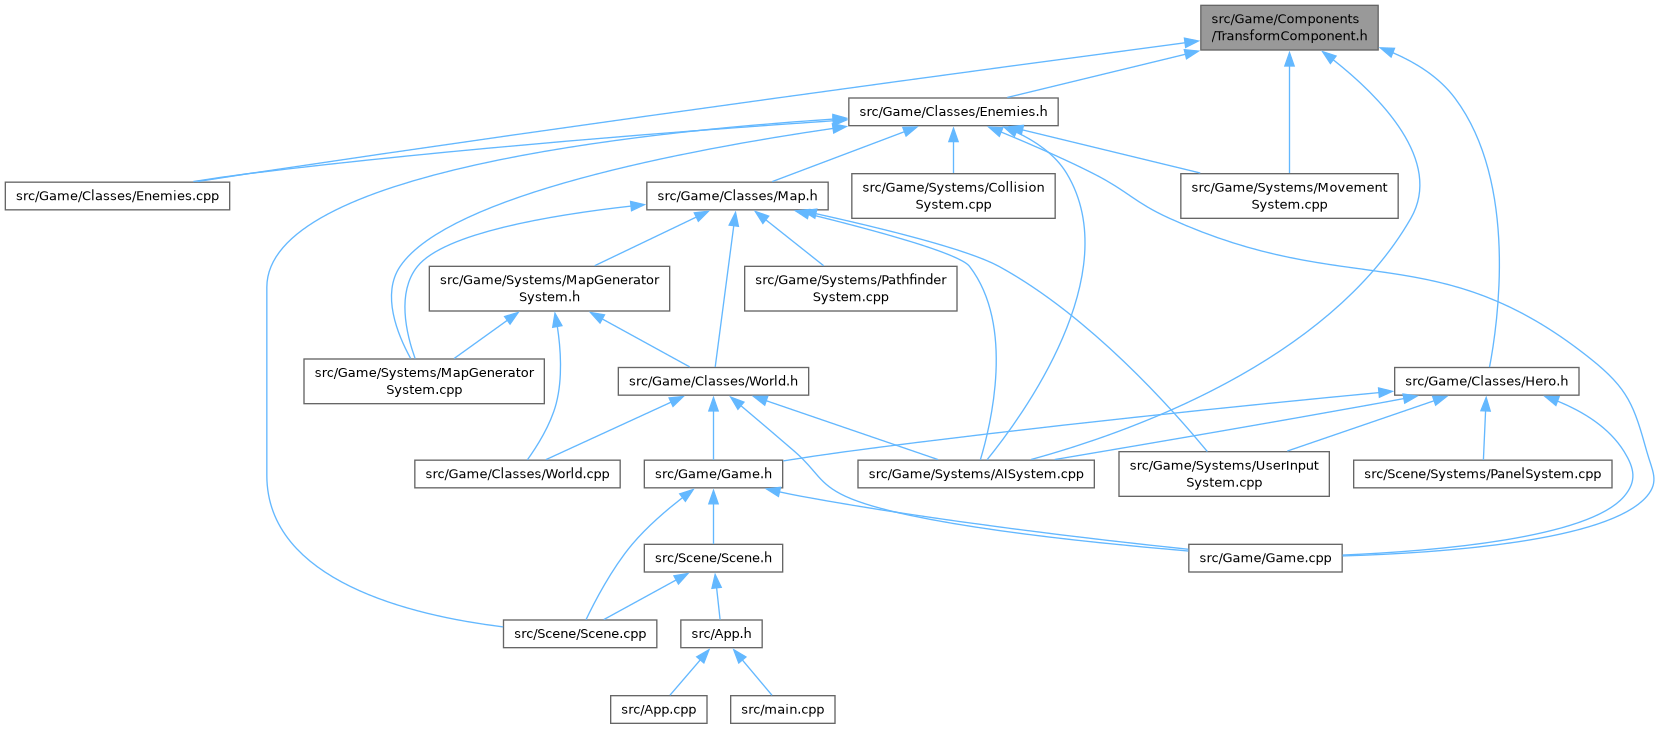 src/Game/Components
/TransformComponent.h
src/Game/Classes/Enemies.h
src/Game/Classes/Enemies.cpp
src/Game/Classes/Map.h
src/Game/Systems/Collision
System.cpp
src/Game/Systems/Movement
System.cpp
src/Game/Systems/MapGenerator
System.h
src/Game/Systems/Pathfinder
System.cpp
src/Game/Systems/MapGenerator
System.cpp
src/Game/Classes/World.h
src/Game/Classes/Hero.h
src/Game/Classes/World.cpp
src/Game/Game.h
src/Game/Systems/AISystem.cpp
src/Game/Systems/UserInput
System.cpp
src/Scene/Systems/PanelSystem.cpp
src/Scene/Scene.h
src/Game/Game.cpp
src/Scene/Scene.cpp
src/App.h
src/App.cpp
src/main.cpp